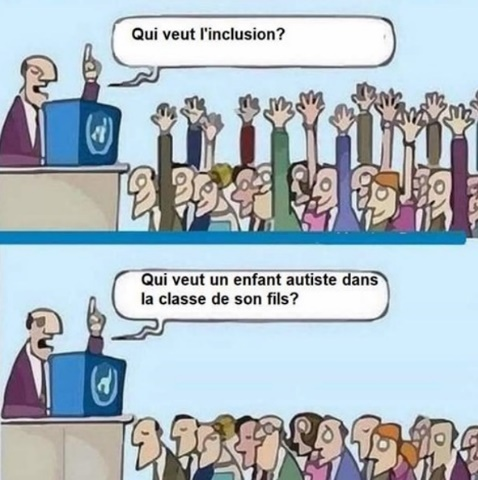 Qui veut l'inclusion?
Qui veut un enfant autiste dans
la classe de son fils?